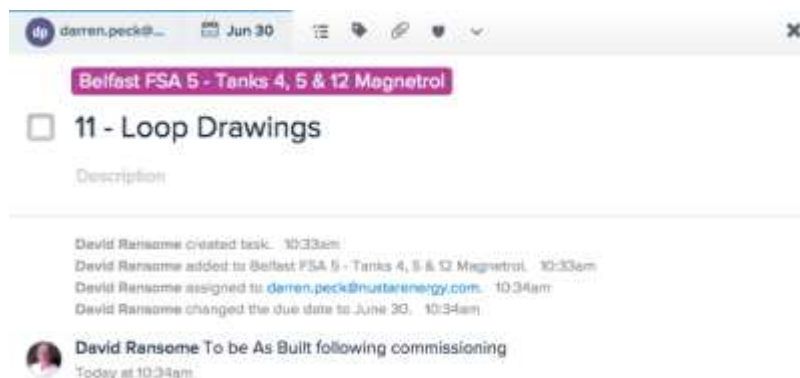 dp darren.peck@... Jun 30
Belfast FSA 5 - Tanks 4, 5 & 12 Magnetrol
11 - Loop Drawings
Description
David Ransome created task. 10:33am
David Ransome added to Belfast FSA 5 - Tanks 4, 5 & 12 Magnetrol. 10:33am
David Ransome assigned to darren.peck@nustarenergy.com. 10:34am
David Ransome changed the due date to June 30. 10:34am
David Ransome To be As Built following commissioning
Today at 10:34am